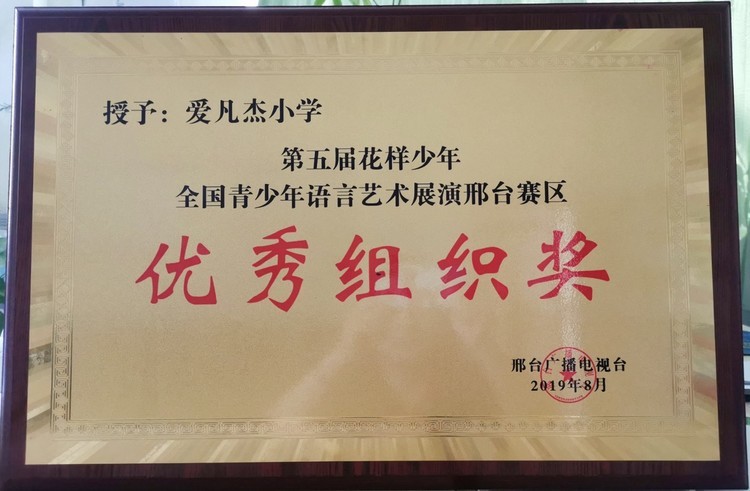 授予：爱凡杰小学
第五届花样少年
全国青少年语言艺术展演邢台赛区
优秀组织奖
邢台广播电视台
2019年8月